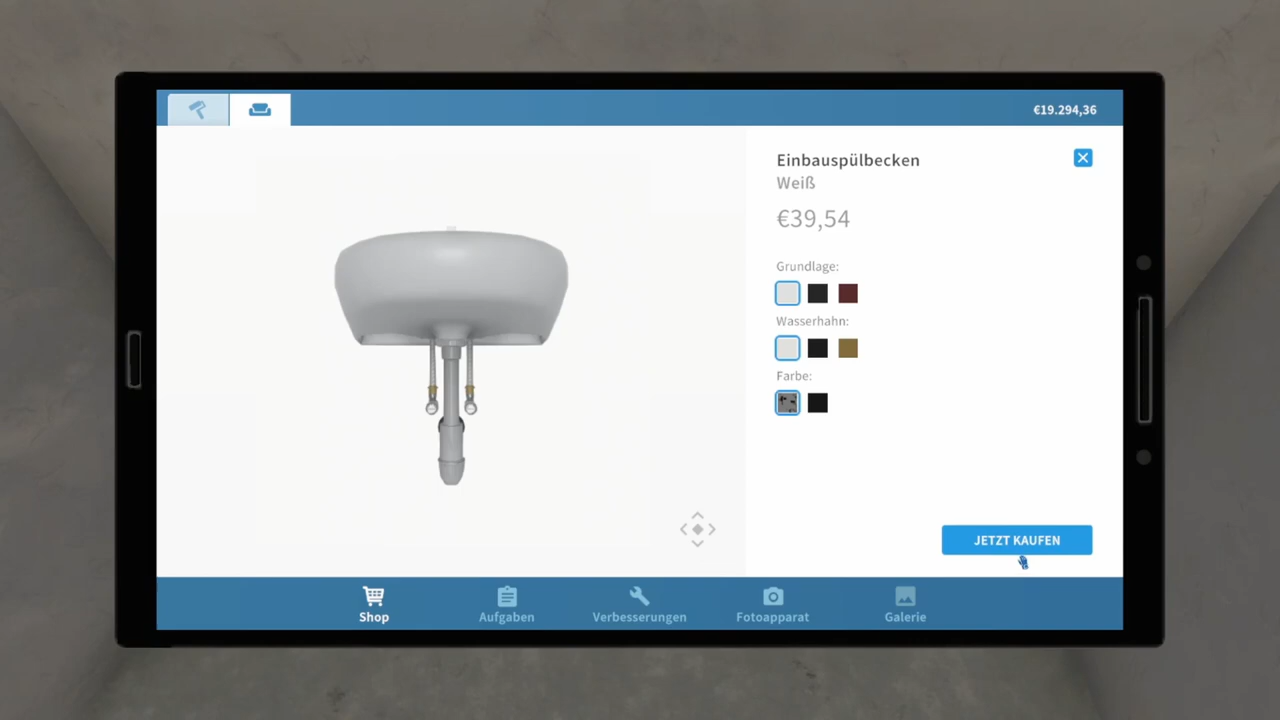 €19.294,36
Einbauspülbecken
Weiß
€39,54
Grundlage:
Wasserhahn:
Farbe:
JETZT KAUFEN
Shop
Aufgaben
Verbesserungen
Fotoapparat
Galerie